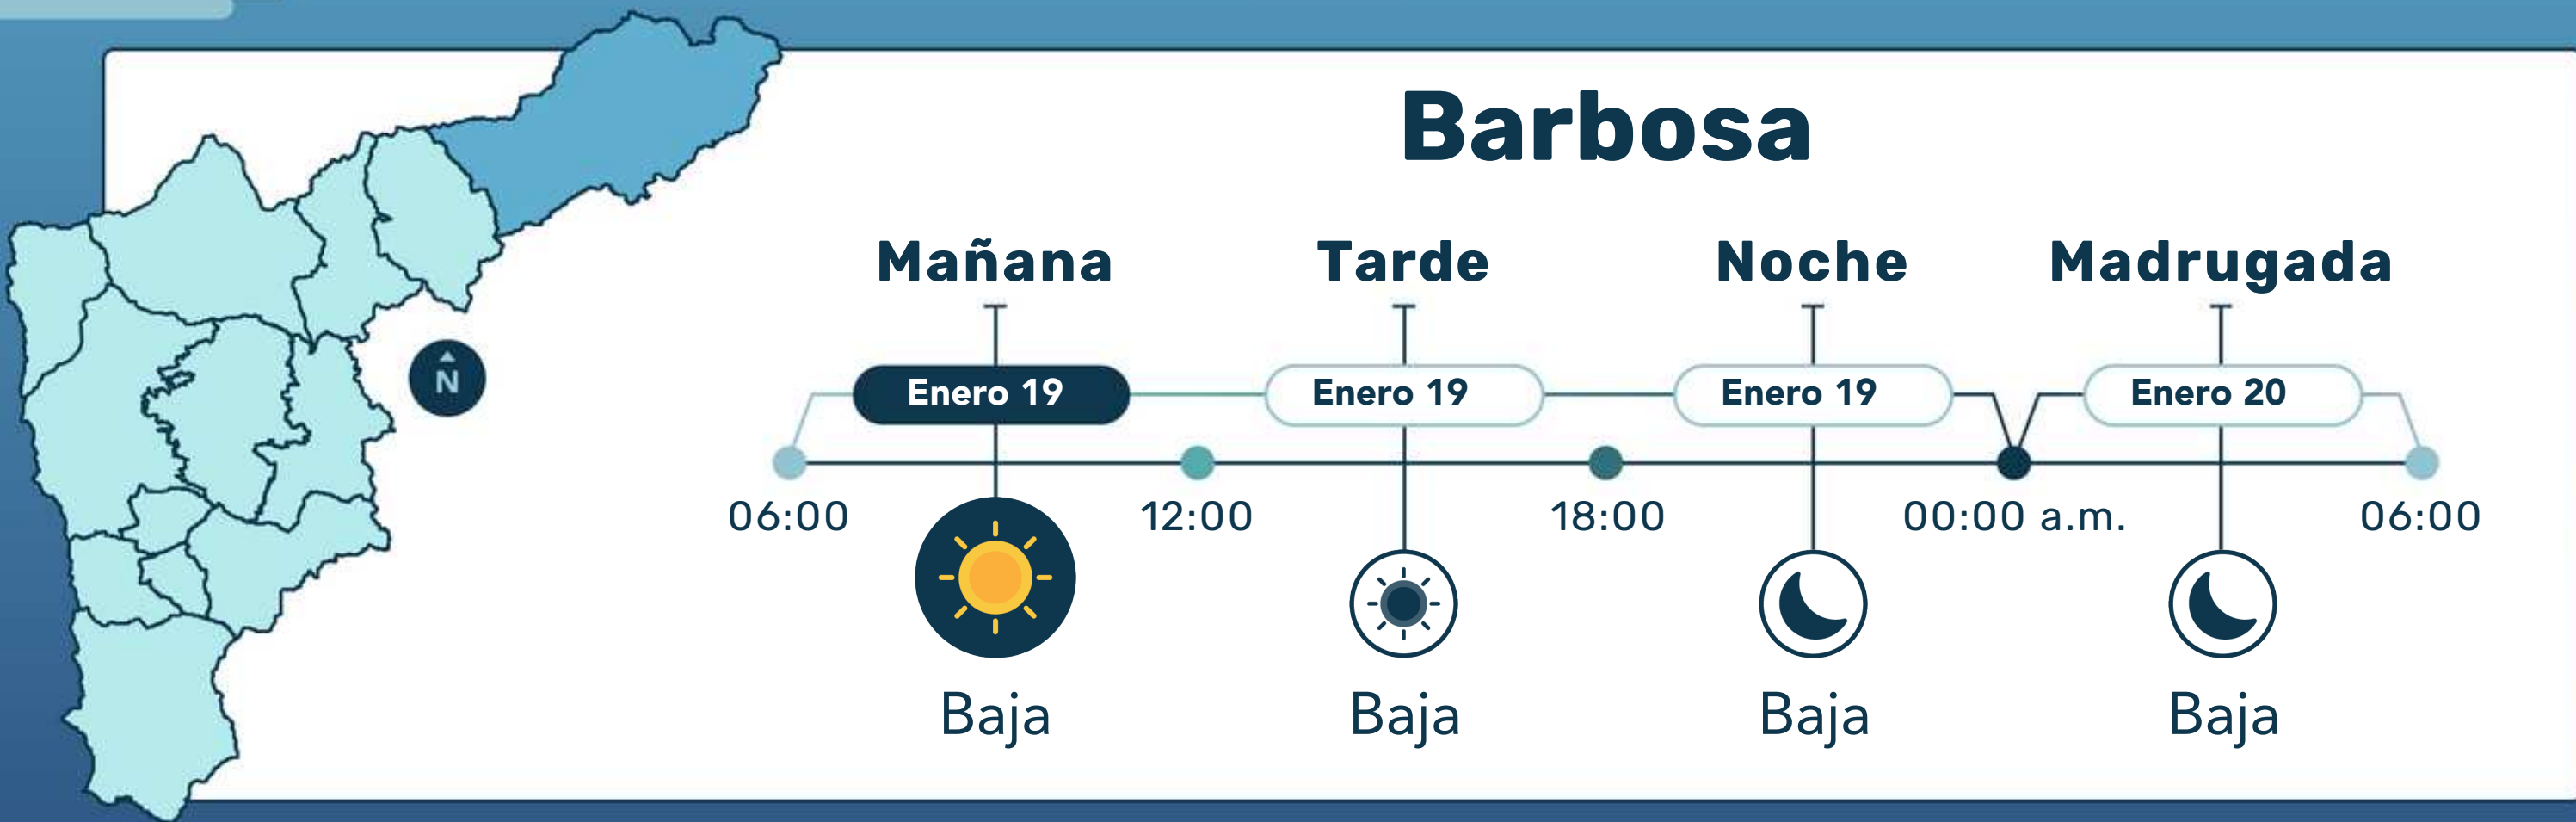 Barbosa
Mañana Tarde Noche Madrugada
N
Enero 19 Enero 19 Enero 19 Enero 20
06:00 12:00 18:00 00:00 a.m. 06:00
Baja Baja Baja Baja